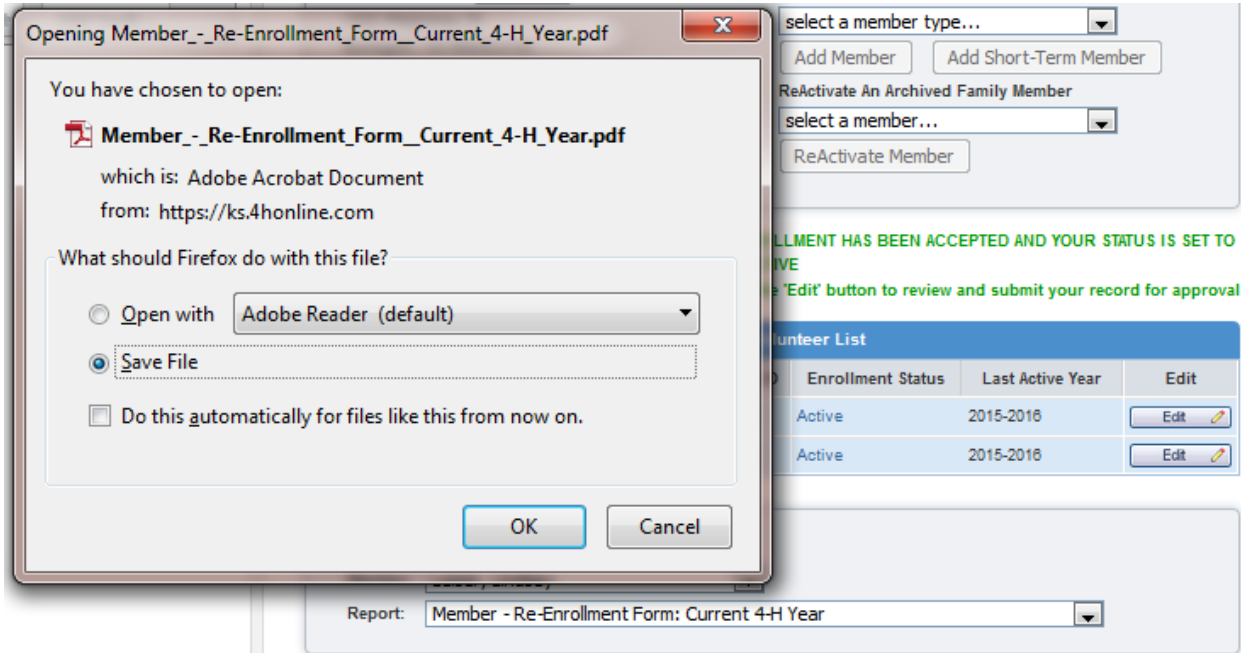 Opening Member_-_Re-Enrollment_Form__Current_4-H_Year.pdf
You have chosen to open:
Member_-_Re-Enrollment_Form__Current_4-H_Year.pdf
which is: Adobe Acrobat Document
from: https://ks.4honline.com
What should Firefox do with this file?
Open with Adobe Reader (default)
Save File
Do this automatically for files like this from now on.
OK Cancel
select a member type...
Add Member Add Short-Term Member
ReActivate An Archived Family Member
select a member...
ReActivate Member
HAS BEEN ACCEPTED AND YOUR STATUS IS SET TO
'Edit' button to review and submit your record for approval
List
Enrollment Status Last Active Year Edit
Active 2015-2016 Edit
Active 2015-2016 Edit
Report: Member - Re-Enrollment Form: Current 4-H Year